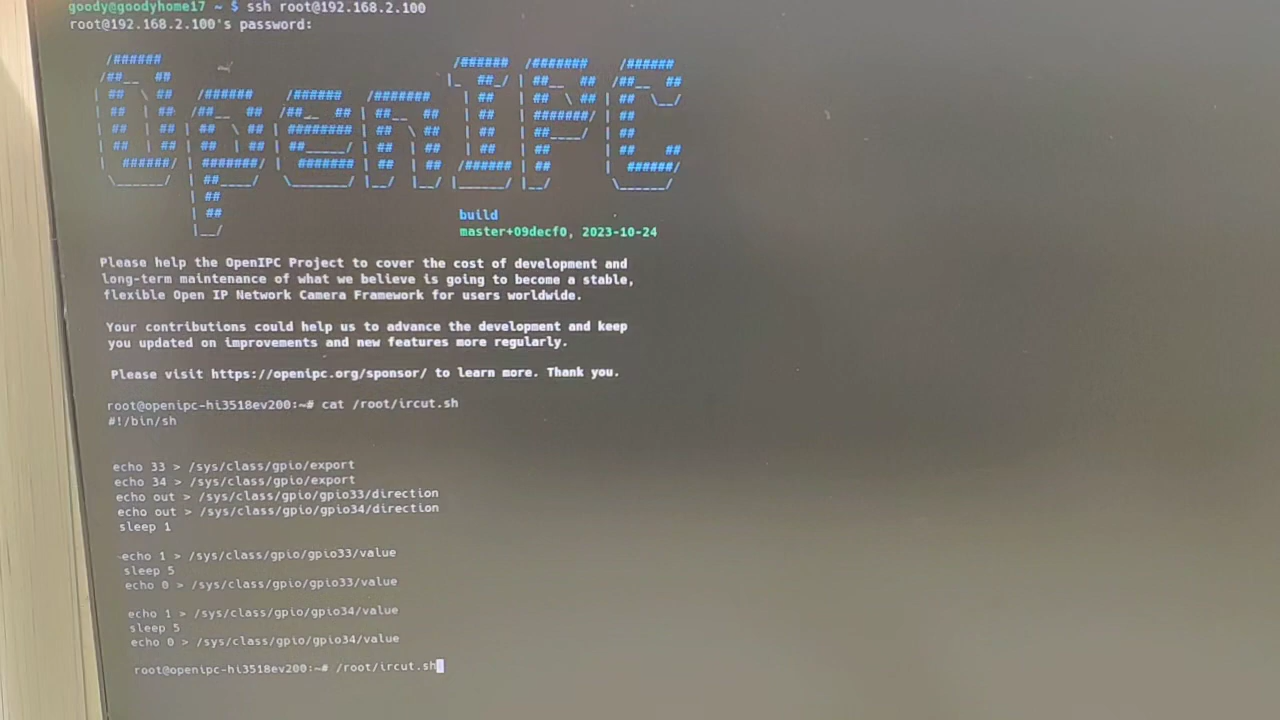 goody@goodyhome17 ~ $ ssh root@192.168.2.100
root@192.168.2.100's password:
OpenIPC
build
master+09decf0, 2023-10-24
Please help the OpenIPC Project to cover the cost of development and
long-term maintenance of what we believe is going to become a stable,
flexible Open IP Network Camera Framework for users worldwide.
Your contributions could help us to advance the development and keep
you updated on improvements and new features more regularly.
Please visit https://openipc.org/sponsor/ to learn more. Thank you.
root@openipc-hi3518ev200:~# cat /root/ircut.sh
#!/bin/sh
echo 33 > /sys/class/gpio/export
echo 34 > /sys/class/gpio/export
echo out > /sys/class/gpio/gpio33/direction
echo out > /sys/class/gpio/gpio34/direction
sleep 1
echo 1 > /sys/class/gpio/gpio33/value
sleep 5
echo 0 > /sys/class/gpio/gpio33/value
echo 1 > /sys/class/gpio/gpio34/value
sleep 5
echo 0 > /sys/class/gpio/gpio34/value
root@openipc-hi3518ev200:~# /root/ircut.sh